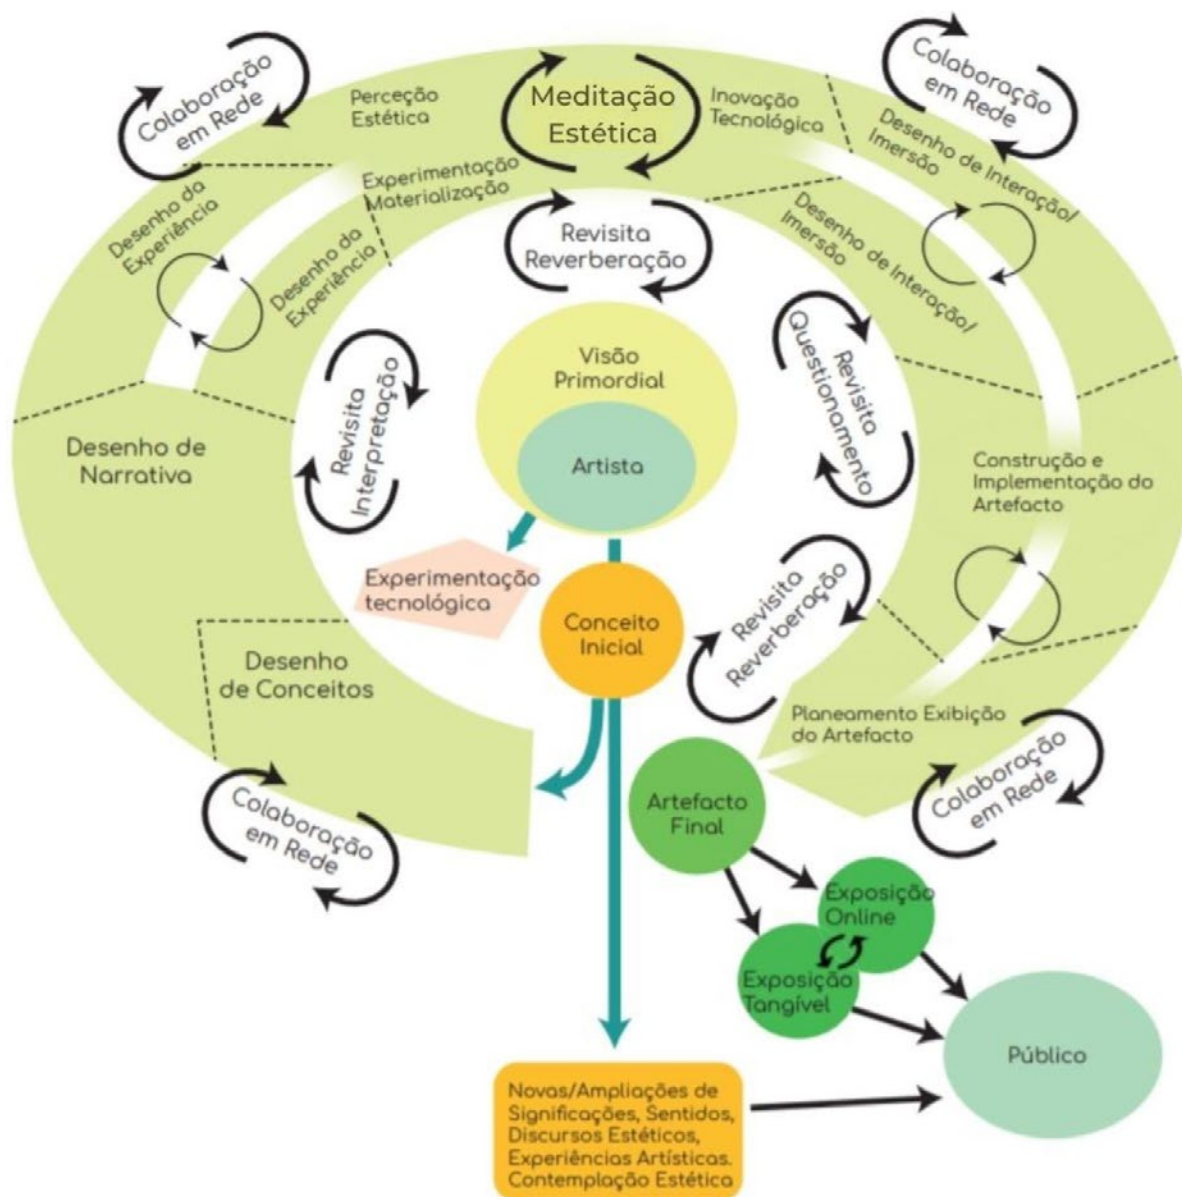 Colaboração
em Rede
Perceção
Estética
Meditação
Estética
Inovação
Tecnológica
Colaboração
em Rede
Desenho de Interação/
Imersão
Desenho da
Experiência
Experimentação
Materialização
Desenho da
Experiência
Revisita
Reverberação
Desenho de Interação/
Imersão
Visão
Primordial
Artista
Revisita
Interpretação
Revisita
Questionamento
Desenho de
Narrativa
Construção e
Implementação do
Artefacto
Experimentação
tecnológica
Conceito
Inicial
Revisita
Reverberação
Desenho
de Conceitos
Planeamento Exibição
do Artefacto
Colaboração
em Rede
Colaboração
em Rede
Artefacto
Final
Exposição
Online
Exposição
Tangível
Público
Novas/Ampliações de
Significações, Sentidos,
Discursos Estéticos,
Experiências Artísticas.
Contemplação Estética